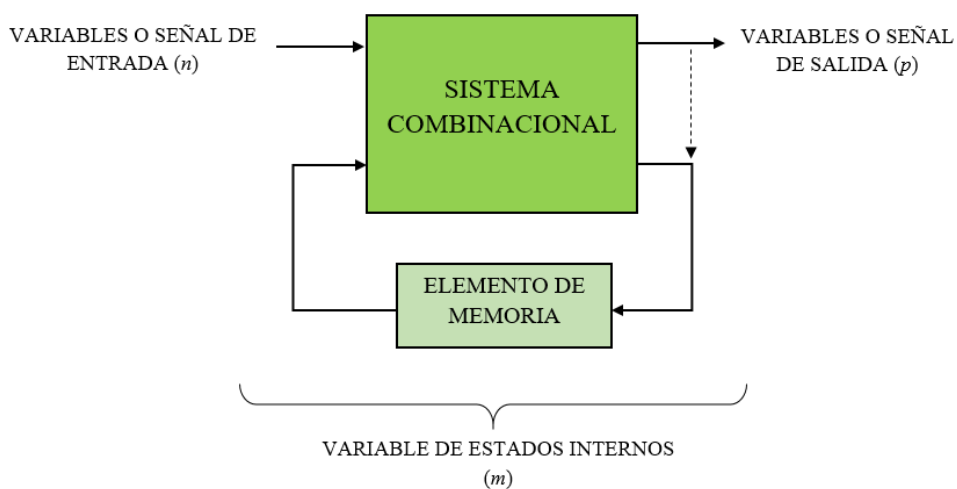 VARIABLES O SEÑAL DE
ENTRADA (n)
SISTEMA
COMBINACIONAL
VARIABLES O SEÑAL
DE SALIDA (p)
ELEMENTO DE
MEMORIA
VARIABLE DE ESTADOS INTERNOS
(m)